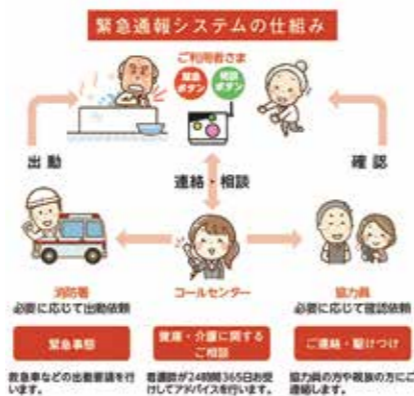 緊急通報システムの仕組み
ご利用者さま
緊急
ボタン
相談
ボタン
出動
確認
連絡・相談
消防署
コールセンター
協力員
必要に応じて出動依頼
必要に応じて確認依頼
緊急事態
健康・介護に関する
ご相談
ご連絡・駆けつけ
救急車などの出動要請を行
います。
看護師が24時間365日お受
けしてアドバイスを行います。
協力員の方や親族の方にご
連絡します。